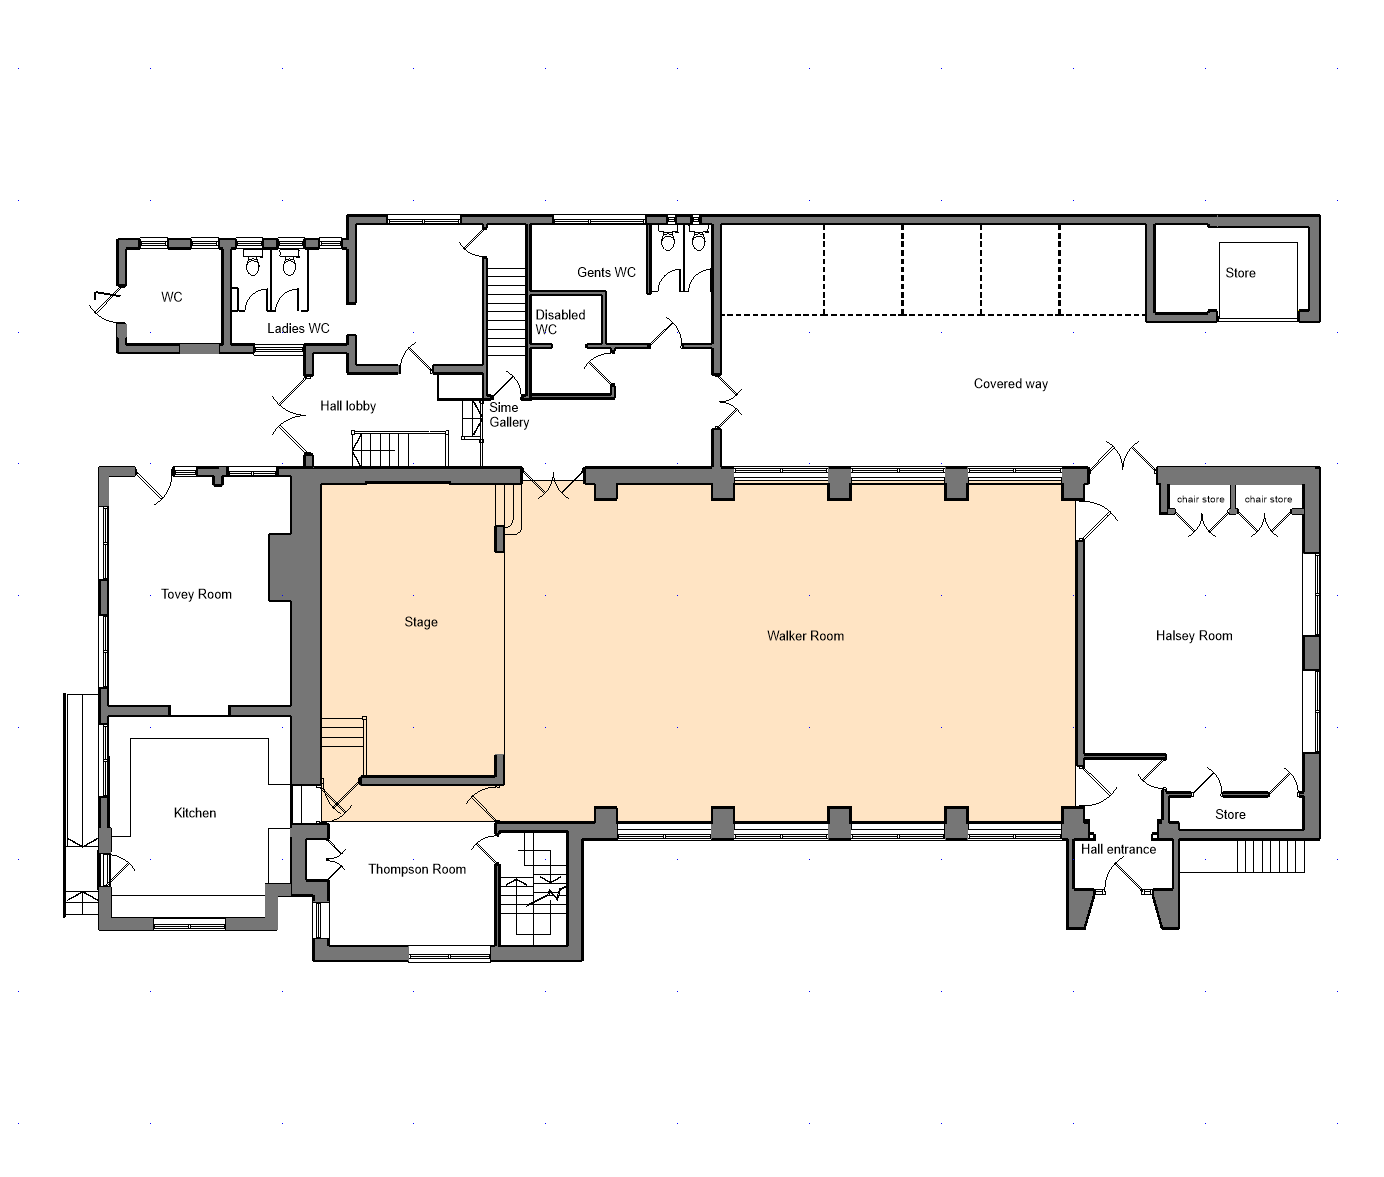 Gents WC
Store
WC
Disabled
WC
Ladies WC
Covered way
Hall lobby
Sime
Gallery
chair store
chair store
Tovey Room
Stage
Walker Room
Halsey Room
Kitchen
Store
Hall entrance
Thompson Room